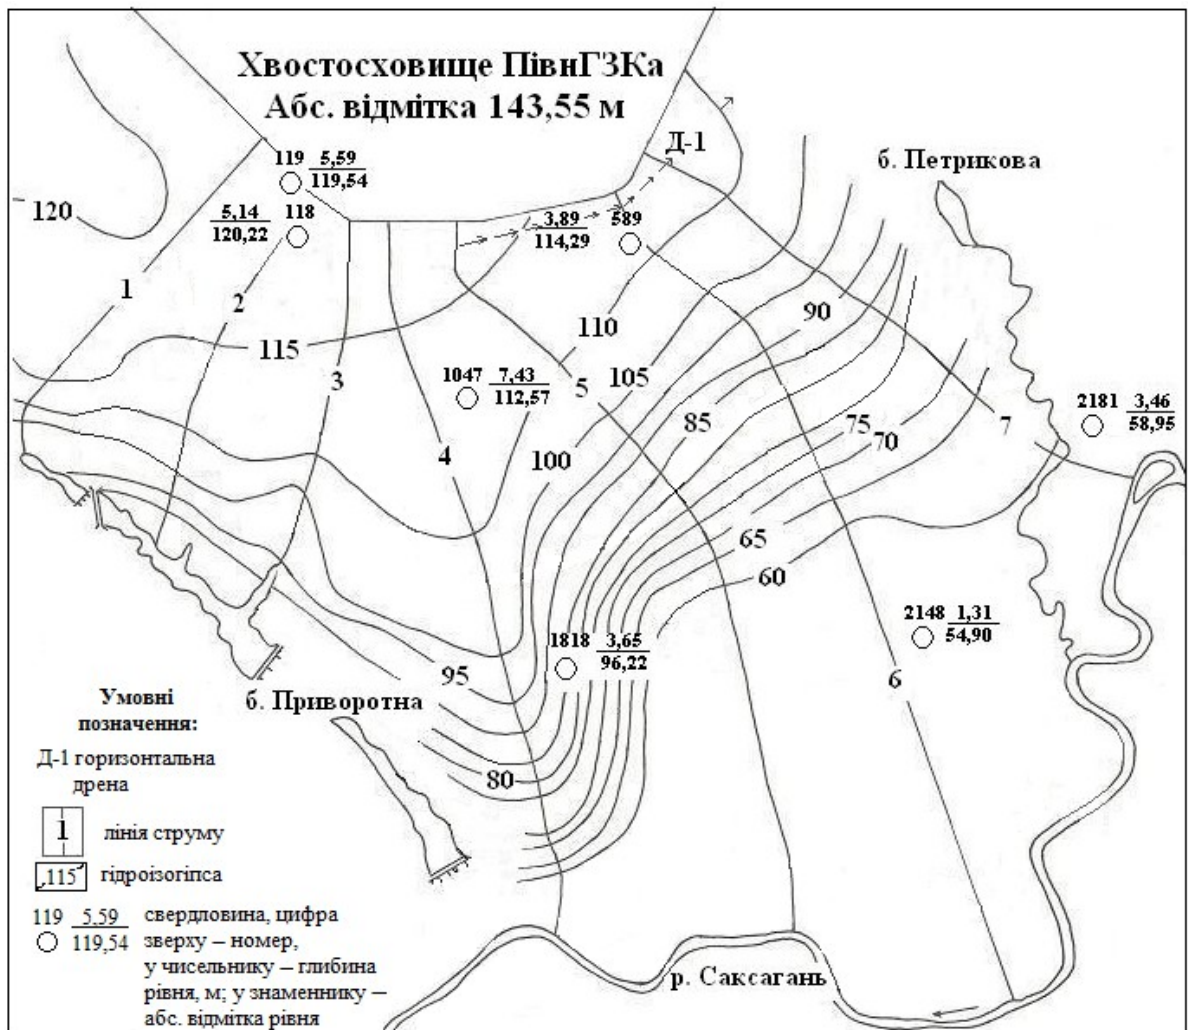 Хвостосховище ПівнГЗКа
Абс. відмітка 143,55 м
Д-1
б. Петрикова
119 5,59
119,54
120
5,14 118
120,22
3,89 589
114,29
1
2
110
90
115
3
1047 7,43
112,57
5
105
2181 3,46
58,95
85
75
7
70
4
100
65
60
2148 1,31
54,90
1818 3,65
96,22
95
6
б. Приворотна
80
р. Саксагань
Умовні
позначення:
Д-1 горизонтальна
дрена
1 лінія струму
115 гідроізогіпса
119 5,59 свердловина, цифра
119,54 зверху – номер,
у чисельнику – глибина
рівня, м; у знаменнику –
абс. відмітка рівня